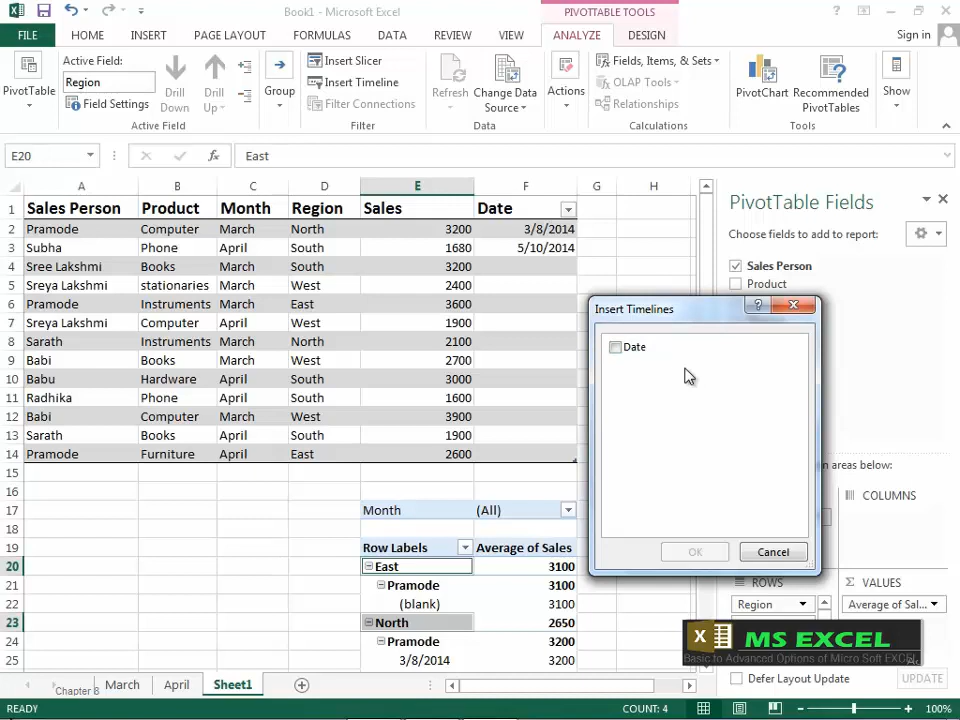 Book1 - Microsoft Excel
PIVOTTABLE TOOLS
?
FILE
HOME
INSERT
PAGE LAYOUT
FORMULAS
DATA
REVIEW
VIEW
ANALYZE
DESIGN
Sign in
PivotTable
Active Field:
Region
Field Settings
Drill Down
Drill Up
Active Field
Group
Insert Slicer
Insert Timeline
Filter Connections
Filter
Refresh
Change Data Source
Data
Actions
Fields, Items, & Sets
OLAP Tools
Relationships
Calculations
PivotChart
Recommended PivotTables
Tools
Show
E20
fx
East
A B C D E F G H
1 Sales Person Product Month Region Sales Date
2 Pramode Computer March North 3200 3/8/2014
3 Subha Phone April South 1680 5/10/2014
4 Sree Lakshmi Books March South 3200
5 Sreya Lakshmi stationaries March West 2400
6 Pramode Instruments March East 3600
7 Sreya Lakshmi Computer April West 1900
8 Sarath Instruments March North 2100
9 Babi Books March West 2700
10 Babu Hardware April South 3000
11 Radhika Phone April South 1600
12 Babi Computer March West 3900
13 Sarath Books April South 1900
14 Pramode Furniture April East 2600
15
16
17 Month (All)
18
19 Row Labels Average of Sales
20 East 3100
21 Pramode 3100
22 (blank) 3100
23 North 2650
24 Pramode 3200
25 3/8/2014 3200
PivotTable Fields
Choose fields to add to report:
Sales Person
Product
Insert Timelines
?
Date
OK
Cancel
n areas below:
COLUMNS
ROWS
Σ VALUES
Region
Average of Sal...
MS EXCEL
Basic to Advanced Options of Micro Soft EXCEL
Defer Layout Update
UPDATE
Chapter 8
March
April
Sheet1
READY
COUNT: 4
100%